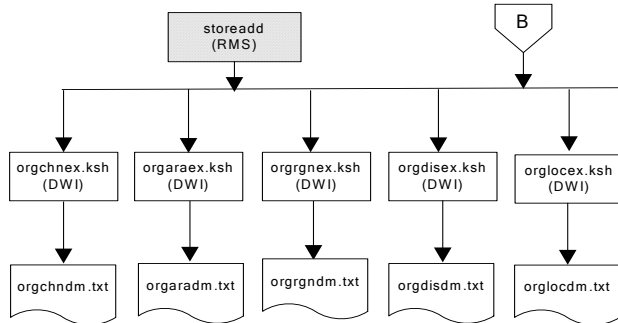 storeadd
(RMS)
B
orgchnex.ksh
(DWI)
orgaraex.ksh
(DWI)
orgrgnex.ksh
(DWI)
orgdisex.ksh
(DWI)
orglocex.ksh
(DWI)
orgchndm.txt
orgaradm.txt
orgrgndm.txt
orgdisdm.txt
orglocdm.txt